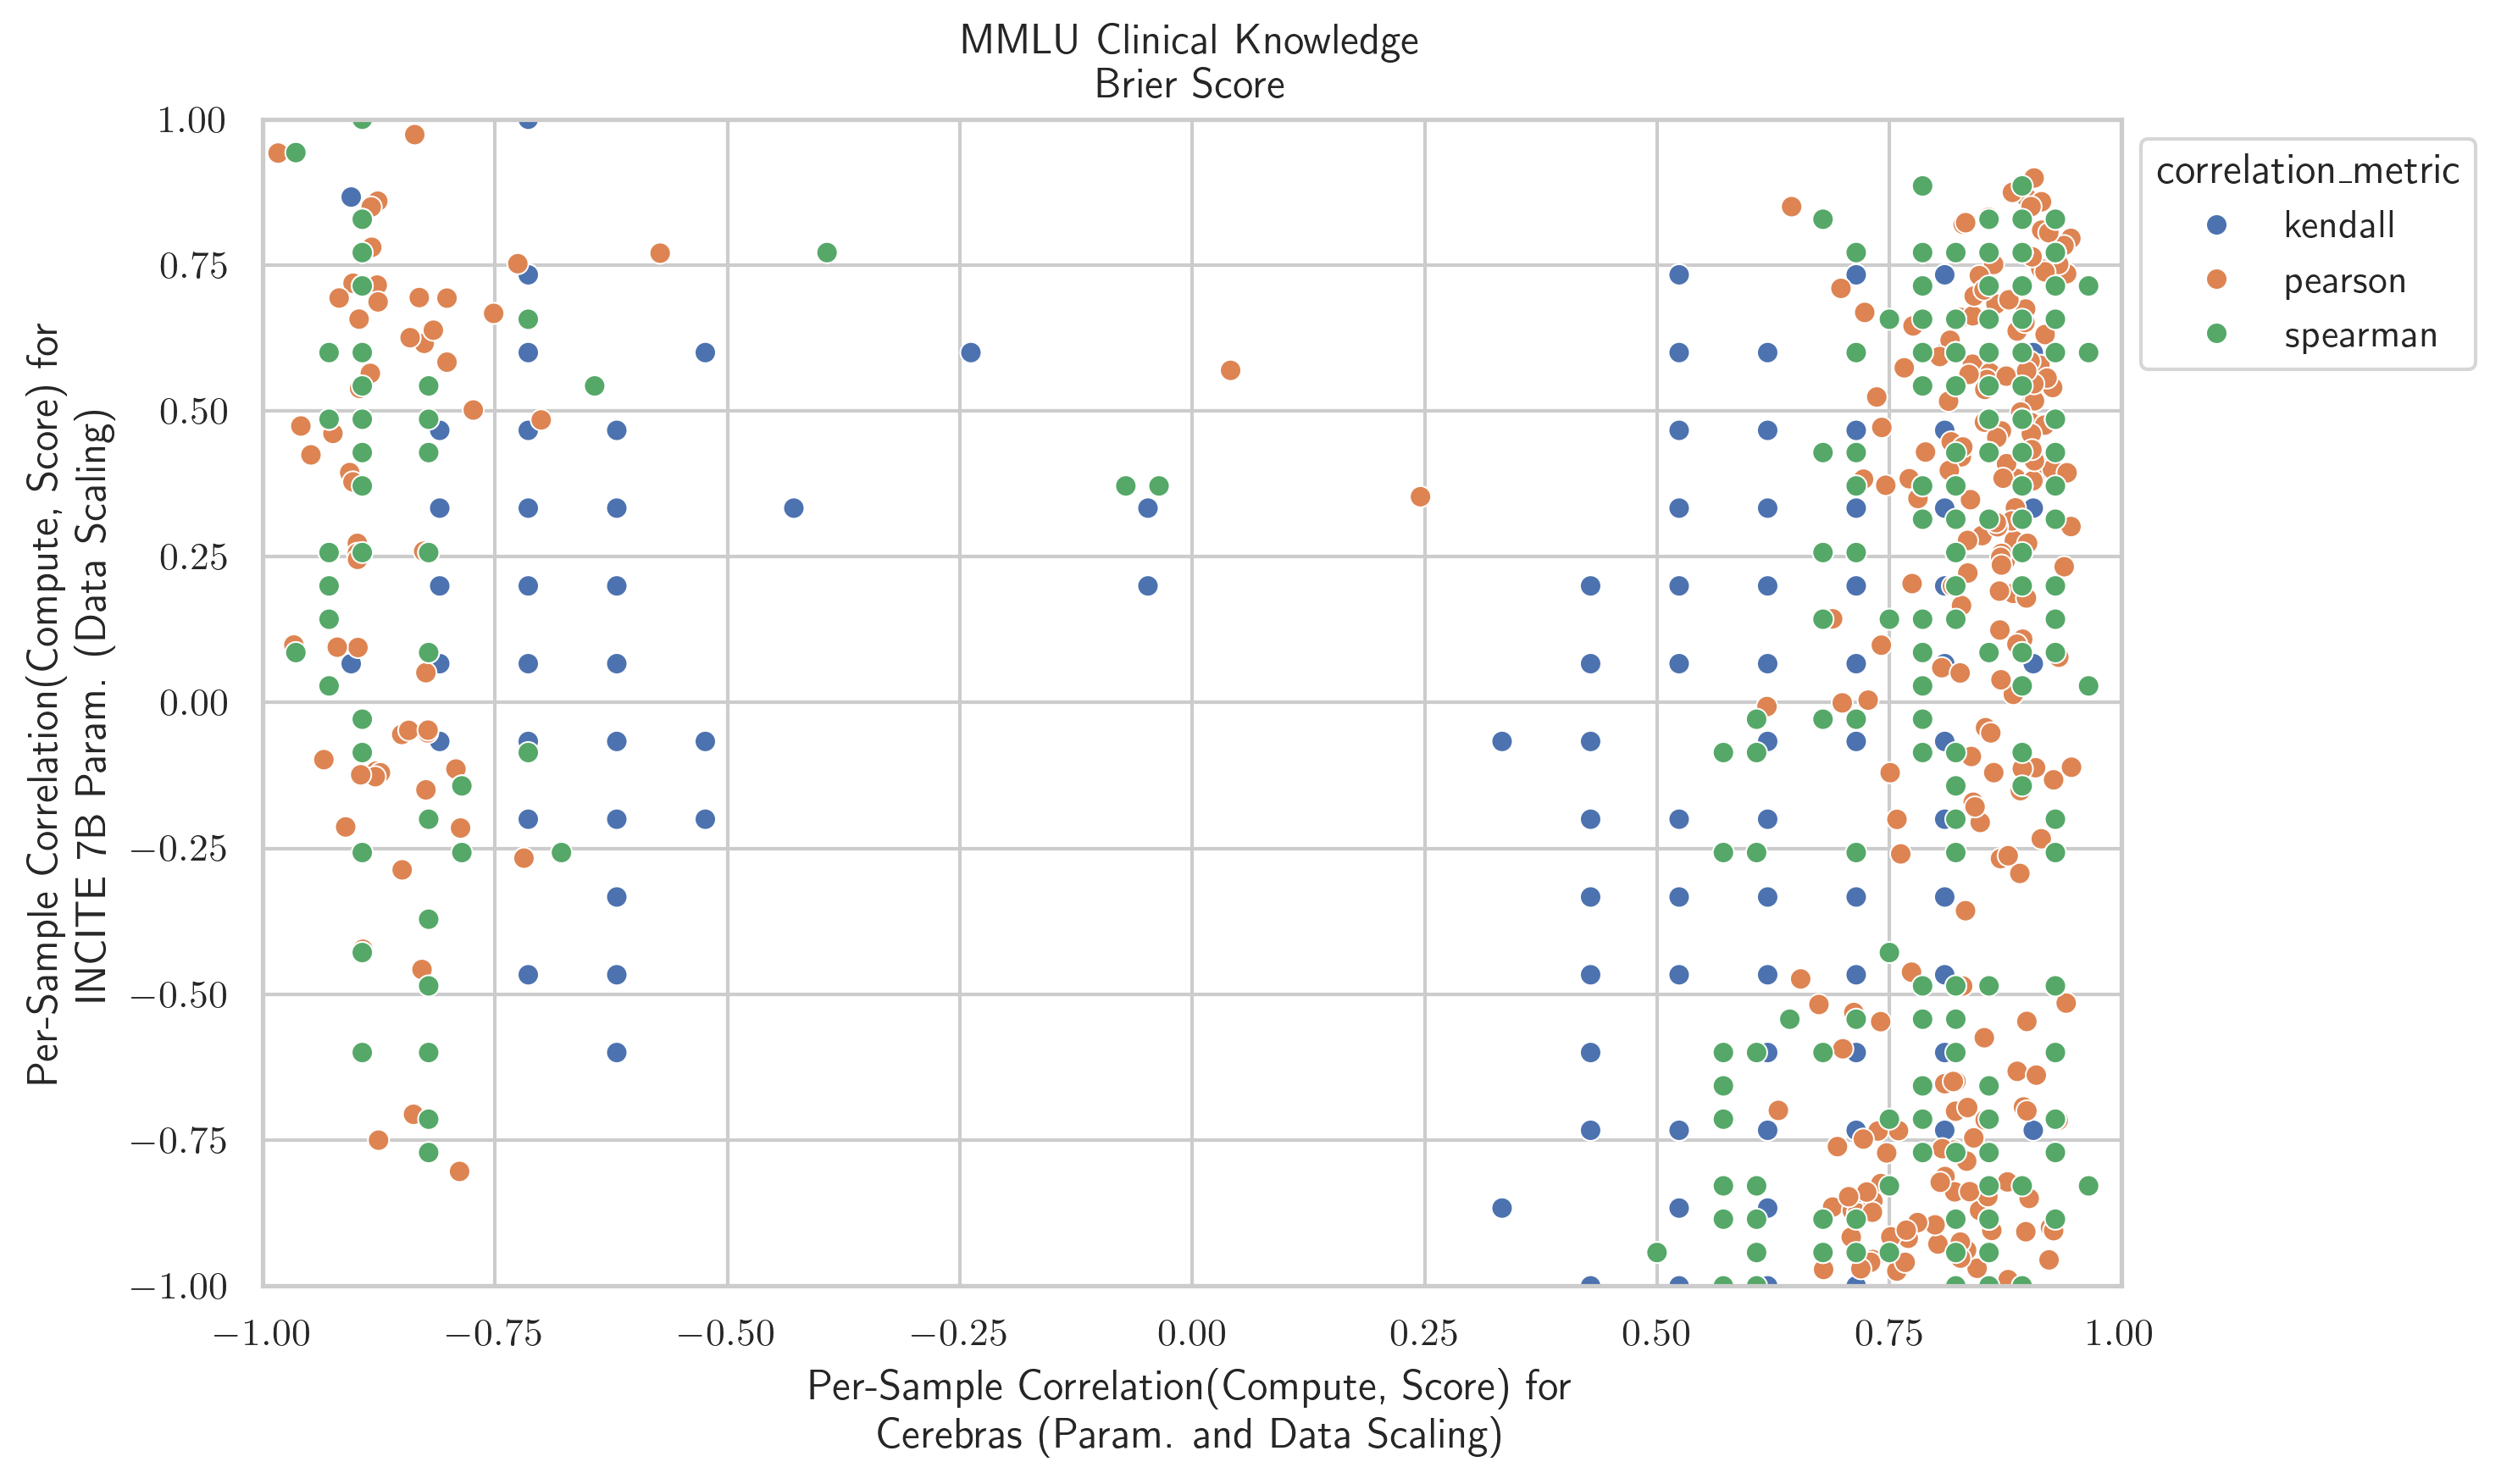 MMLU Clinical Knowledge
Brier Score
Per-Sample Correlation(Compute, Score) for
INCITE 7B Param. (Data Scaling)
1.00
0.75
0.50
0.25
0.00
−0.25
−0.50
−0.75
−1.00
−1.00 −0.75 −0.50 −0.25 0.00 0.25 0.50 0.75 1.00
Per-Sample Correlation(Compute, Score) for
Cerebras (Param. and Data Scaling)
correlation_metric
kendall
pearson
spearman